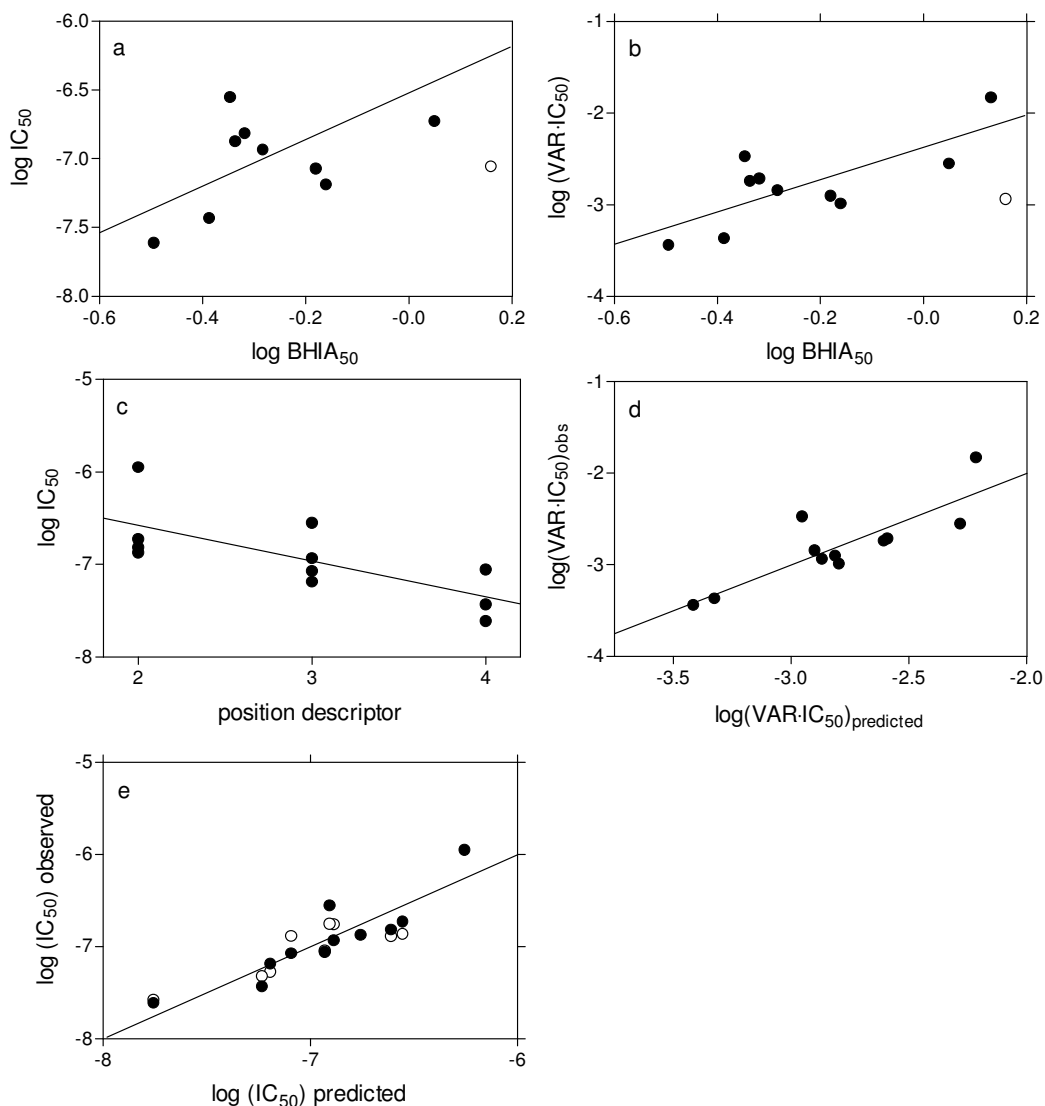 a
-6.0
-6.5
-7.0
-7.5
-8.0
log IC50
-0.6
-0.4
-0.2
-0.0
0.2
log BHIA50
b
-1
-2
-3
-4
log (VAR·IC50)
-0.6
-0.4
-0.2
0.0
0.2
log BHIA50
c
-5
-6
-7
-8
log IC50
2
3
4
position descriptor
d
-1
-2
-3
-4
log(VAR·IC50)obs
-3.5
-3.0
-2.5
-2.0
log(VAR·IC50)predicted
e
-5
-6
-7
-8
log (IC50) observed
-8
-7
-6
log (IC50) predicted